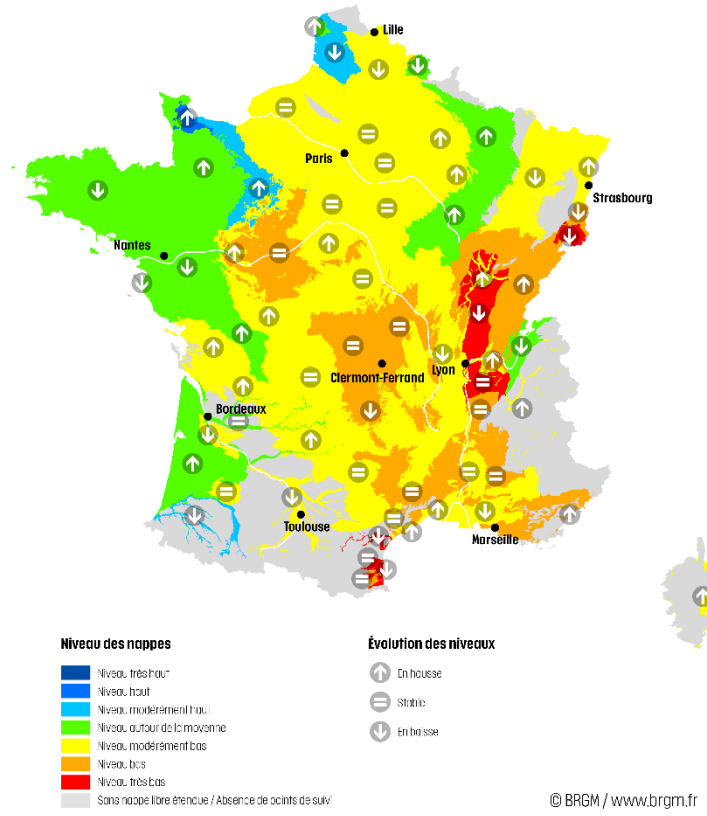 Lille
Paris
Strasbourg
Nantes
Clermont-Ferrand
Lyon
Bordeaux
Toulouse
Marseille
Niveau des nappes
Niveau très haut
Niveau haut
Niveau modérément haut
Niveau autour de la moyenne
Niveau modérément bas
Niveau bas
Niveau très bas
Sans nappe libre étendue / Absence de points de suivi
Évolution des niveaux
En hausse
Stable
En baisse
© BRGM / www.brgm.fr